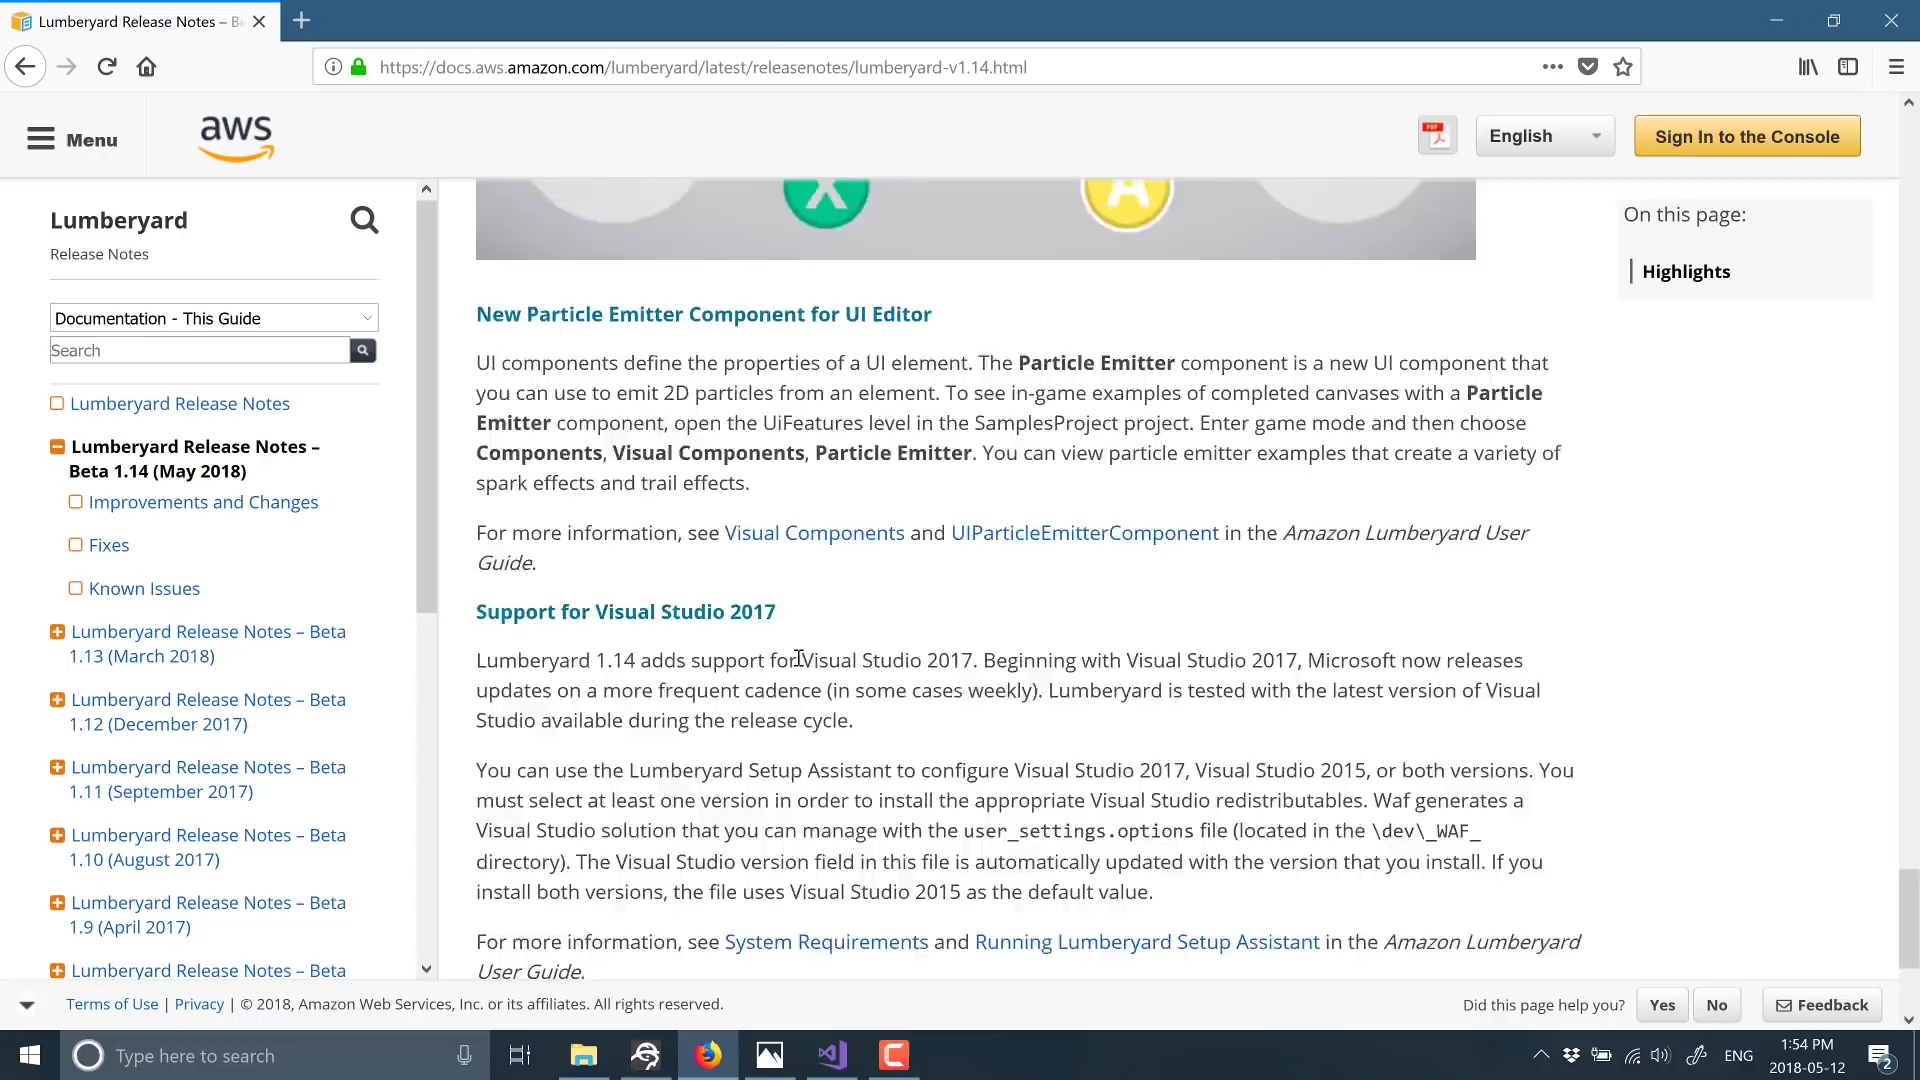 Lumberyard Release Notes – Be
https://docs.aws.amazon.com/lumberyard/latest/releasenotes/lumberyard-v1.14.html
Menu
aws
PDF
English
Sign In to the Console
Lumberyard
Release Notes
Documentation - This Guide
Search
Lumberyard Release Notes
Lumberyard Release Notes –
Beta 1.14 (May 2018)
Improvements and Changes
Fixes
Known Issues
Lumberyard Release Notes – Beta
1.13 (March 2018)
Lumberyard Release Notes – Beta
1.12 (December 2017)
Lumberyard Release Notes – Beta
1.11 (September 2017)
Lumberyard Release Notes – Beta
1.10 (August 2017)
Lumberyard Release Notes – Beta
1.9 (April 2017)
Lumberyard Release Notes – Beta
X
A
New Particle Emitter Component for UI Editor
UI components define the properties of a UI element. The Particle Emitter component is a new UI component that
you can use to emit 2D particles from an element. To see in-game examples of completed canvases with a Particle
Emitter component, open the UiFeatures level in the SamplesProject project. Enter game mode and then choose
Components, Visual Components, Particle Emitter. You can view particle emitter examples that create a variety of
spark effects and trail effects.
For more information, see Visual Components and UIParticleEmitterComponent in the Amazon Lumberyard User
Guide.
Support for Visual Studio 2017
Lumberyard 1.14 adds support for Visual Studio 2017. Beginning with Visual Studio 2017, Microsoft now releases
updates on a more frequent cadence (in some cases weekly). Lumberyard is tested with the latest version of Visual
Studio available during the release cycle.
You can use the Lumberyard Setup Assistant to configure Visual Studio 2017, Visual Studio 2015, or both versions. You
must select at least one version in order to install the appropriate Visual Studio redistributables. Waf generates a
Visual Studio solution that you can manage with the user_settings.options file (located in the \dev\_WAF_
directory). The Visual Studio version field in this file is automatically updated with the version that you install. If you
install both versions, the file uses Visual Studio 2015 as the default value.
For more information, see System Requirements and Running Lumberyard Setup Assistant in the Amazon Lumberyard
User Guide.
On this page:
Highlights
Terms of Use | Privacy | © 2018, Amazon Web Services, Inc. or its affiliates. All rights reserved.
Did this page help you?
Yes
No
Feedback
Type here to search
ENG
1:54 PM
2018-05-12
2